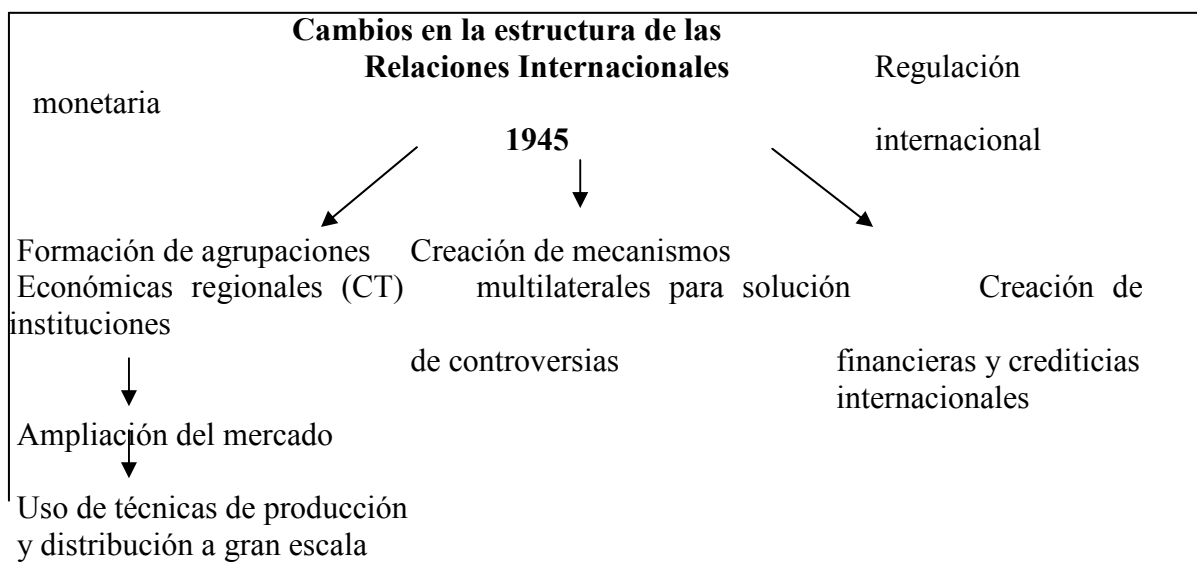 Cambios en la estructura de las
Relaciones Internacionales Regulación
monetaria
1945 internacional
Formación de agrupaciones Creación de mecanismos
Económicas regionales (CT) multilaterales para solución Creación de
instituciones
de controversias financieras y crediticias
internacionales
Ampliación del mercado
Uso de técnicas de producción
y distribución a gran escala